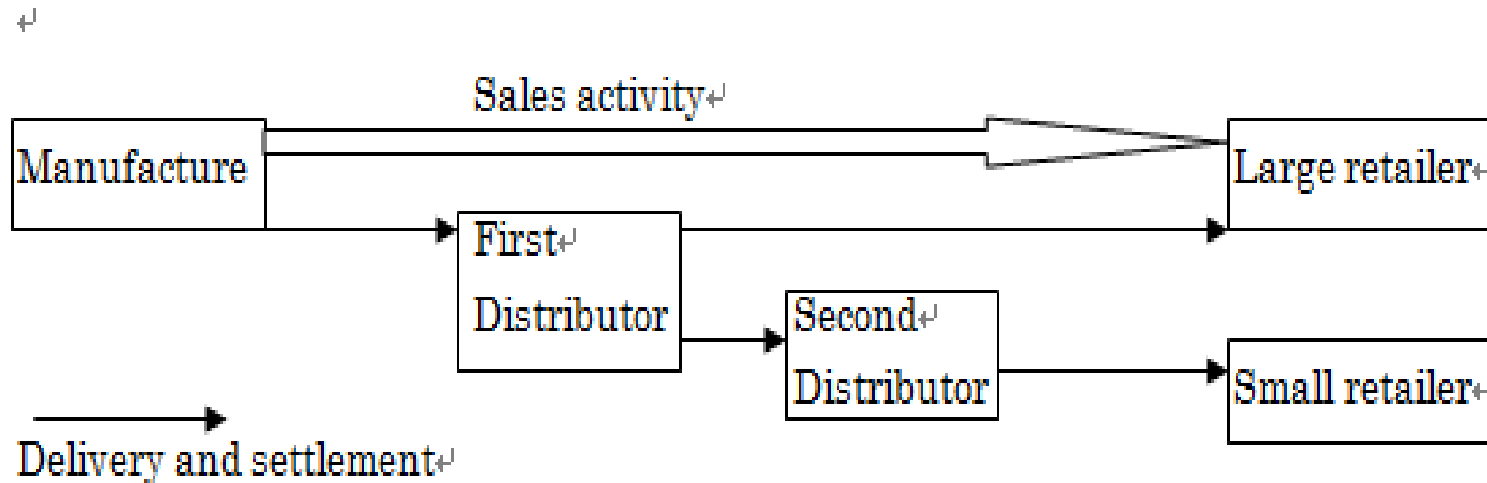 Sales activity
Manufacture
Large retailer
First
Distributor
Second
Distributor
Small retailer
Delivery and settlement